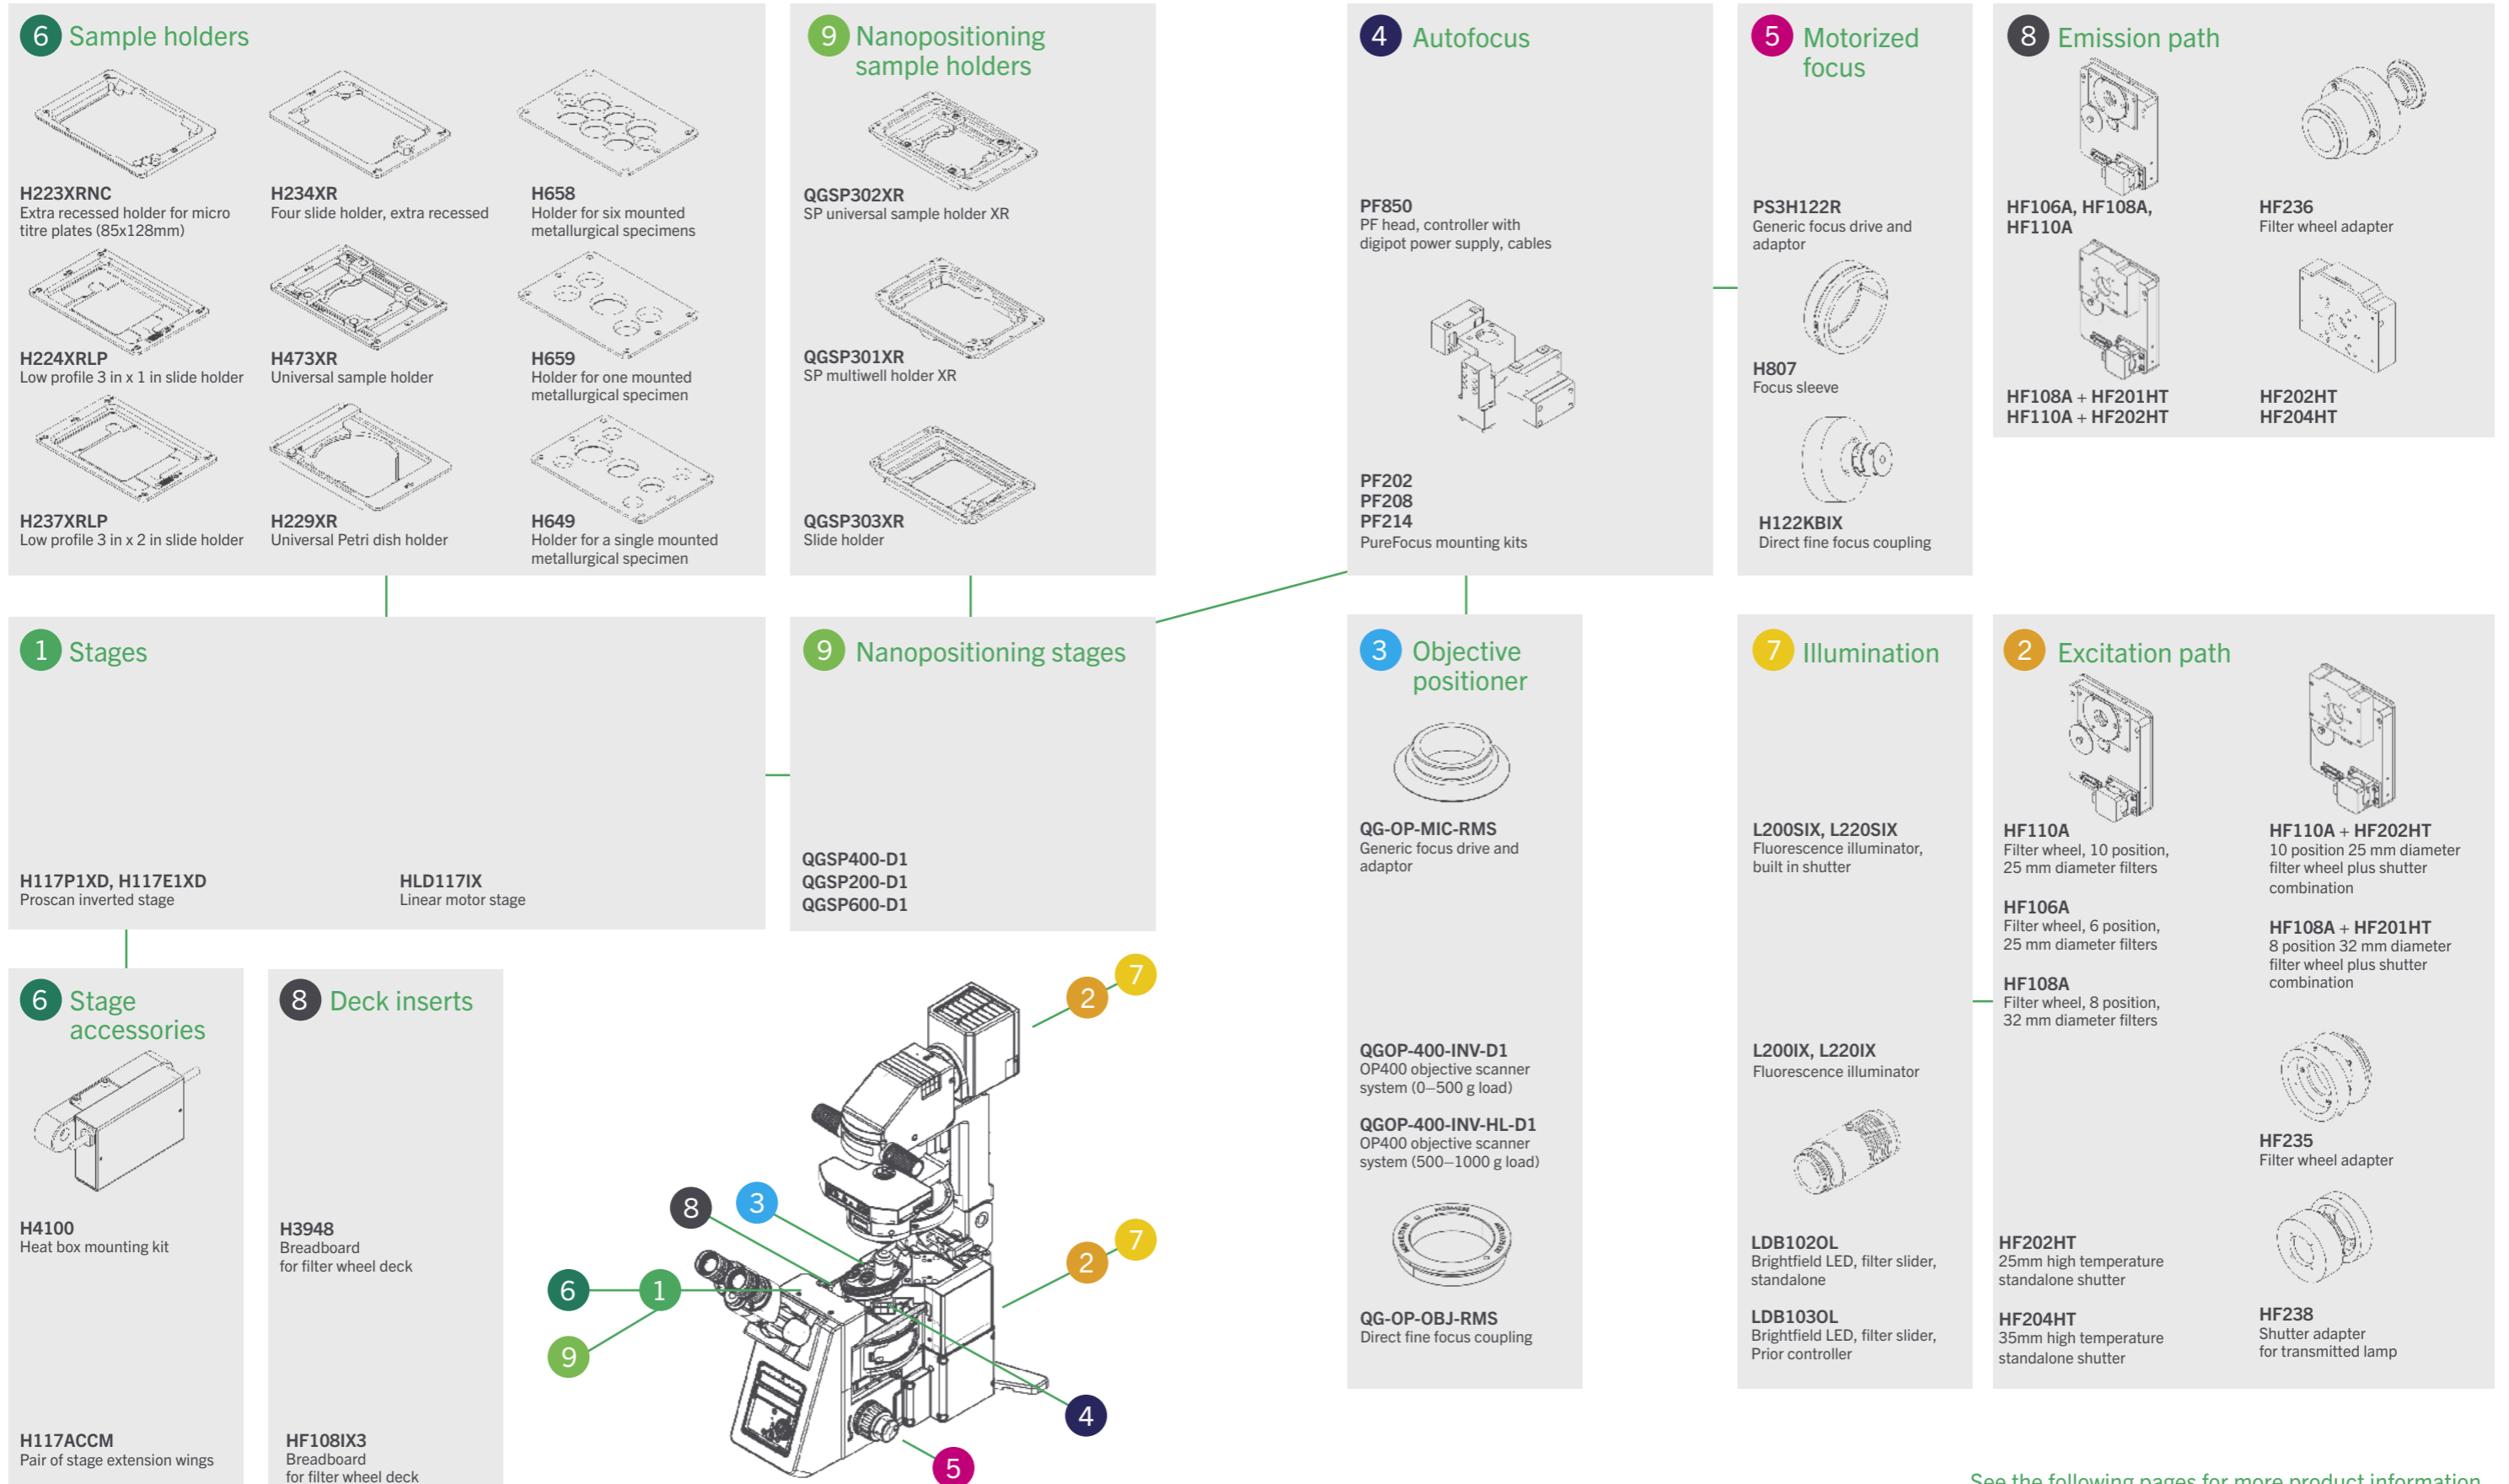 6 Sample holders
H223XRNC
Extra recessed holder for micro
titre plates (85x128mm)
H234XR
Four slide holder, extra recessed
H658
Holder for six mounted
metallurgical specimens
H224XRLP
Low profile 3 in x 1 in slide holder
H473XR
Universal sample holder
H659
Holder for one mounted
metallurgical specimen
H237XRLP
Low profile 3 in x 2 in slide holder
H229XR
Universal Petri dish holder
H649
Holder for a single mounted
metallurgical specimen
9 Nanopositioning
sample holders
QGSP302XR
SP universal sample holder XR
QGSP301XR
SP multiwell holder XR
QGSP303XR
Slide holder
4 Autofocus
PF850
PF head, controller with
digipot power supply, cables
PF202
PF208
PF214
PureFocus mounting kits
5 Motorized
focus
PS3H122R
Generic focus drive and
adaptor
H807
Focus sleeve
H122KBIX
Direct fine focus coupling
8 Emission path
HF106A, HF108A,
HF110A
HF236
Filter wheel adapter
HF108A + HF201HT
HF110A + HF202HT
HF202HT
HF204HT
1 Stages
H117P1XD, H117E1XD
Proscan inverted stage
HLD117IX
Linear motor stage
9 Nanopositioning stages
QGSP400-D1
QGSP200-D1
QGSP600-D1
3 Objective
positioner
QG-OP-MIC-RMS
Generic focus drive and
adaptor
QGOP-400-INV-D1
OP400 objective scanner
system (0–500 g load)
QGOP-400-INV-HL-D1
OP400 objective scanner
system (500–1000 g load)
QG-OP-OBJ-RMS
Direct fine focus coupling
7 Illumination
L200SIX, L220SIX
Fluorescence illuminator,
built in shutter
L200IX, L220IX
Fluorescence illuminator
LDB102OL
Brightfield LED, filter slider,
standalone
LDB103OL
Brightfield LED, filter slider,
Prior controller
2 Excitation path
HF110A
Filter wheel, 10 position,
25 mm diameter filters
HF106A
Filter wheel, 6 position,
25 mm diameter filters
HF108A
Filter wheel, 8 position,
32 mm diameter filters
HF110A + HF202HT
10 position 25 mm diameter
filter wheel plus shutter
combination
HF108A + HF201HT
8 position 32 mm diameter
filter wheel plus shutter
combination
HF235
Filter wheel adapter
HF202HT
25mm high temperature
standalone shutter
HF204HT
35mm high temperature
standalone shutter
HF238
Shutter adapter
for transmitted lamp
6 Stage
accessories
H4100
Heat box mounting kit
H117ACCM
Pair of stage extension wings
8 Deck inserts
H3948
Breadboard
for filter wheel deck
HF108IX3
Breadboard
for filter wheel deck
7
2
3
8
7
2
6
1
9
4
5
See the following pages for more product information